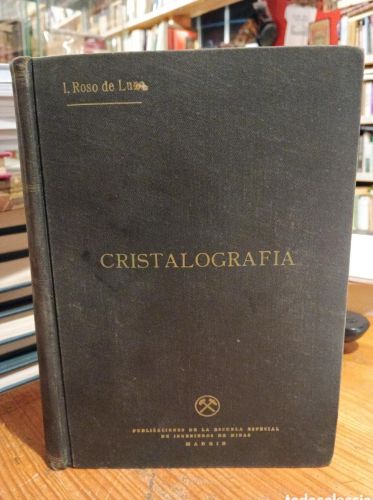 I. Roso de Luna
CRISTALOGRAFIA
PUBLICACIONES DE LA ESCUELA ESPECIAL
DE INGENIEROS DE MINAS
MADRID